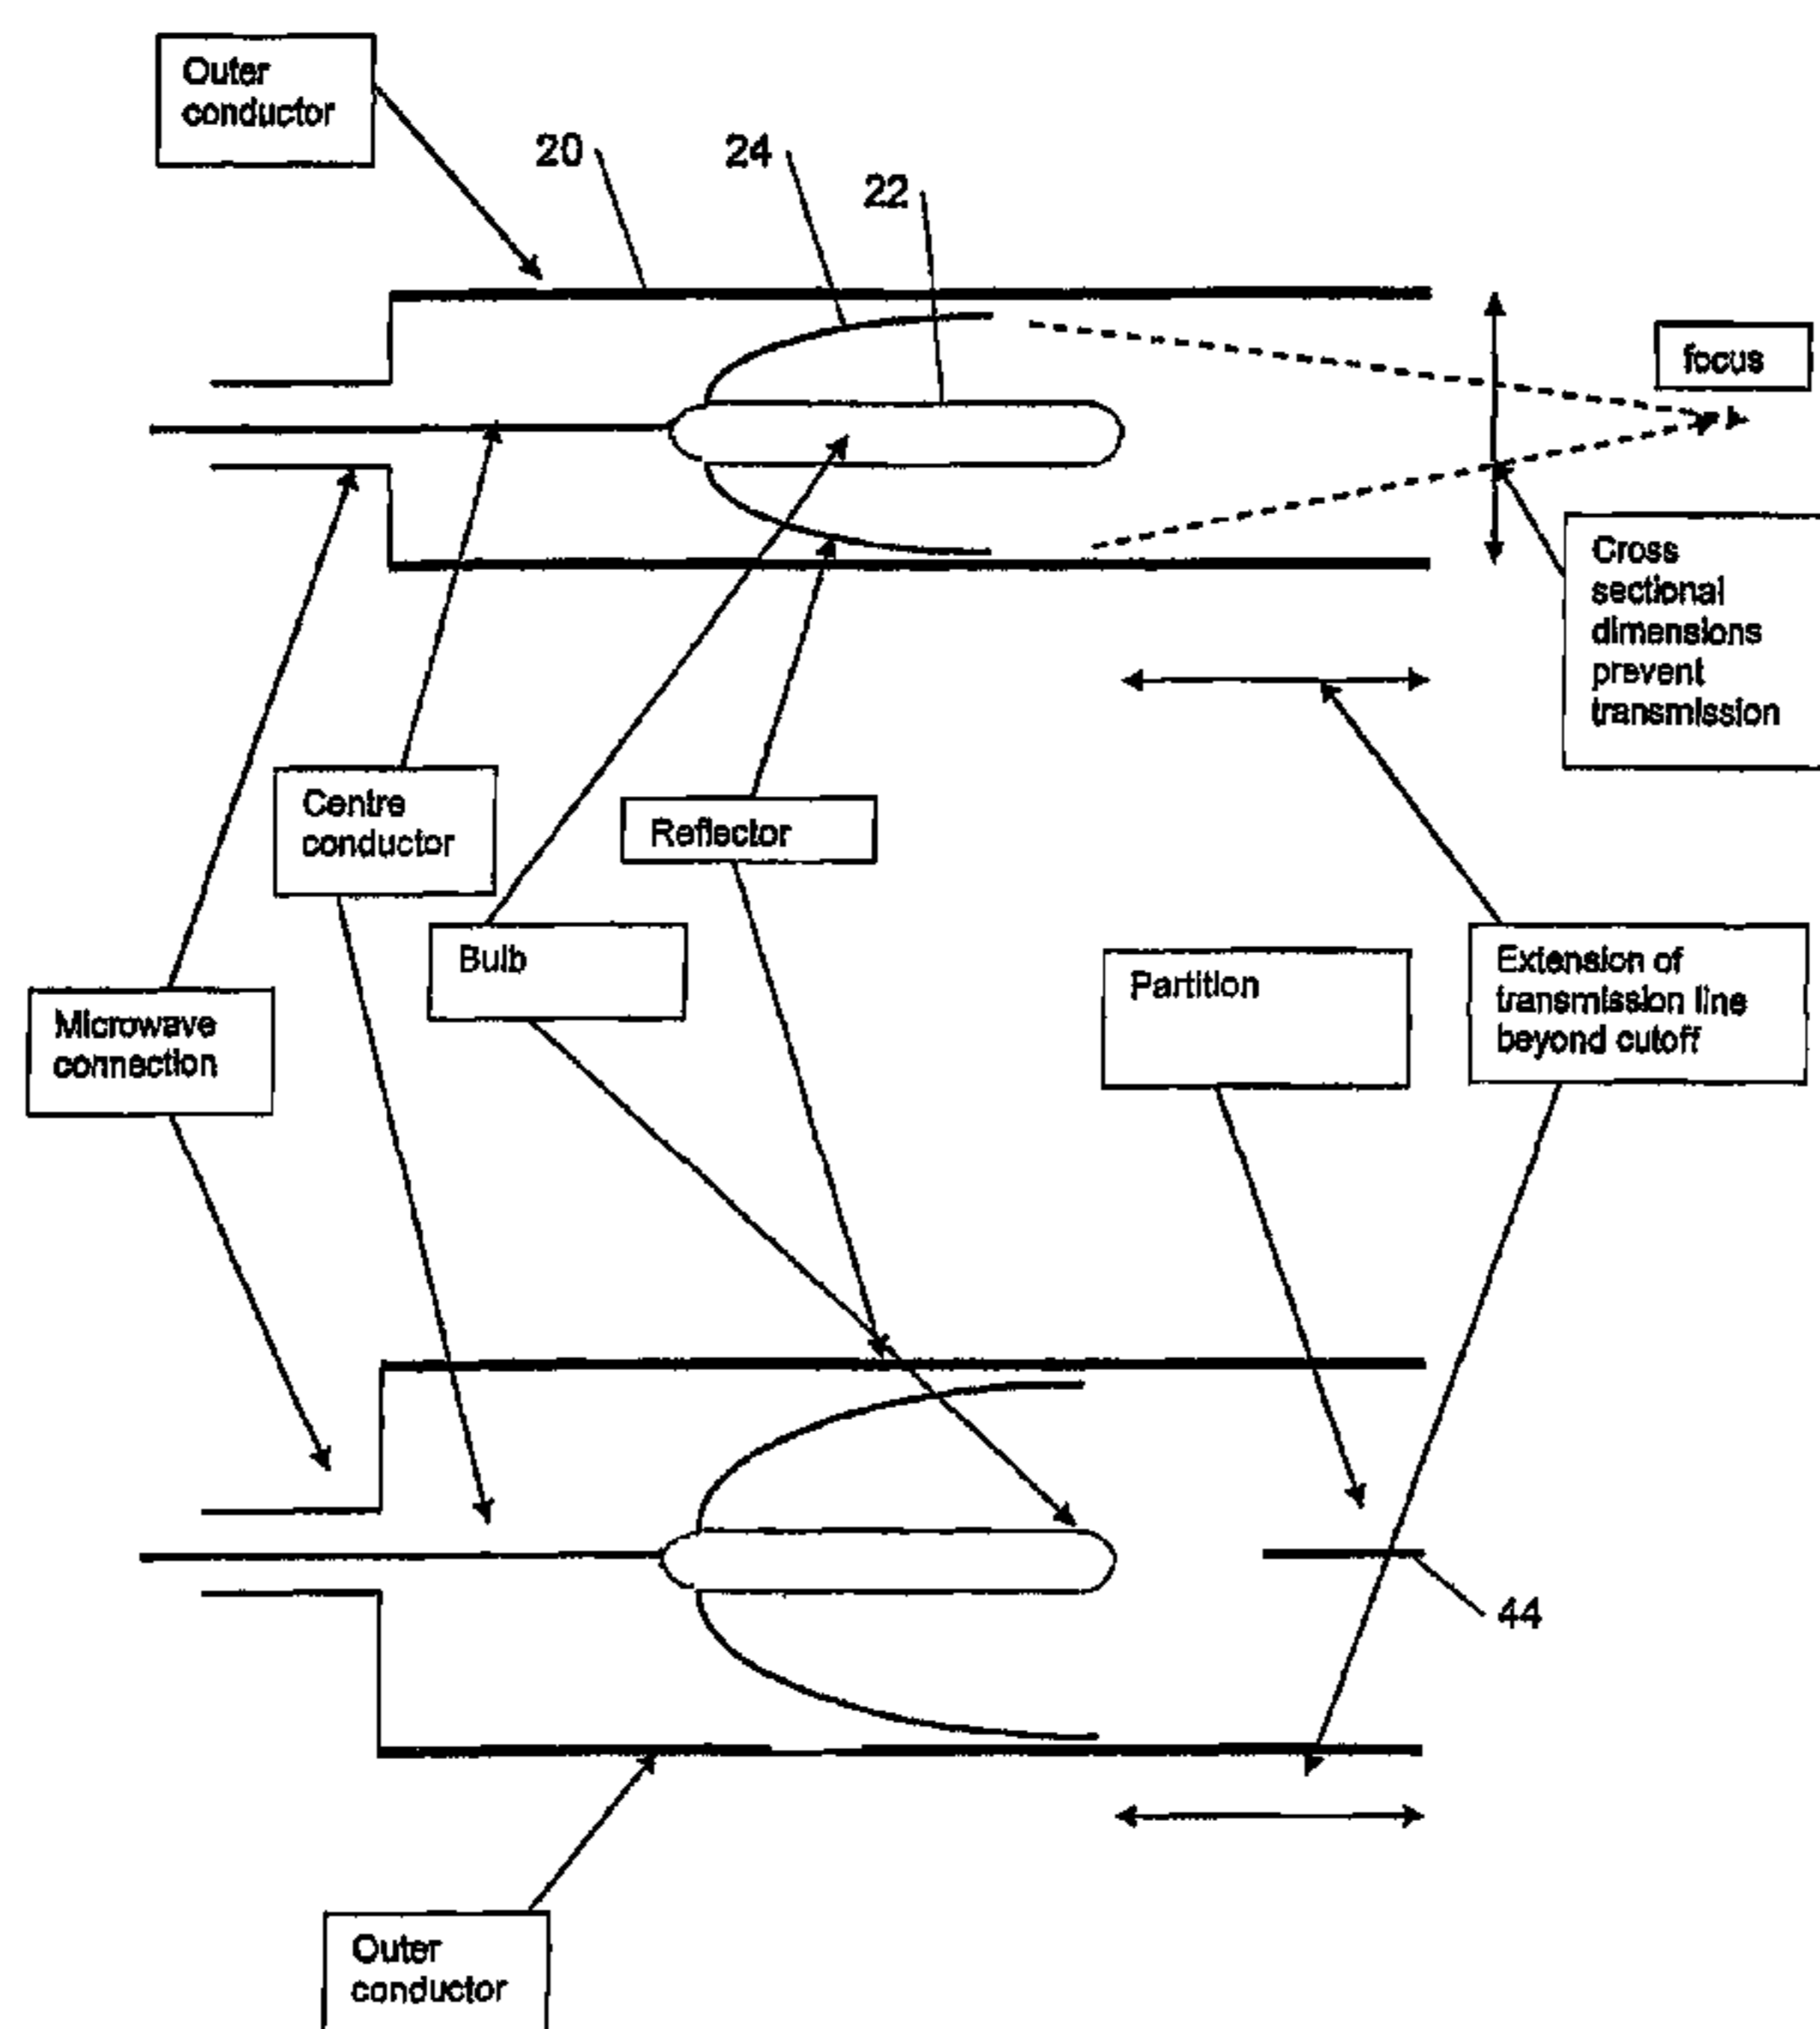 Outer
conductor
20
24
22
focus
Cross
sectional
dimensions
prevent
transmission
Centre
conductor
Reflector
Bulb
Partition
Extension of
transmission line
beyond cutoff
Microwave
connection
44
Outer
conductor